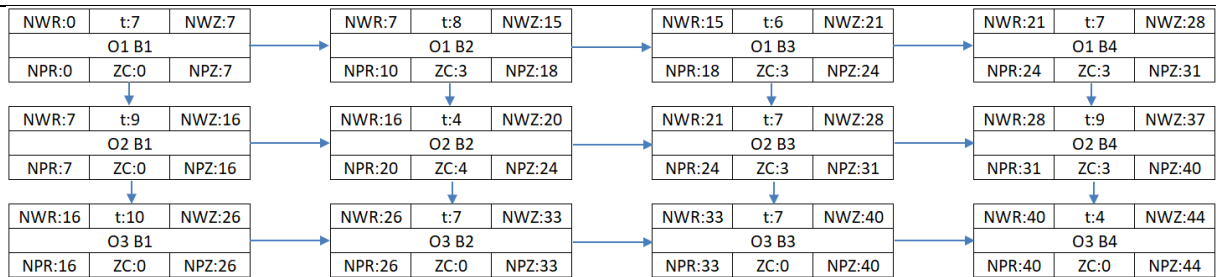 NWR:0 t:7 NWZ:7 NWR:7 t:8 NWZ:15 NWR:15 t:6 NWZ:21 NWR:21 t:7 NWZ:28
O1 B1 O1 B2 O1 B3 O1 B4
NPR:0 ZC:0 NPZ:7 NPR:10 ZC:3 NPZ:18 NPR:18 ZC:3 NPZ:24 NPR:24 ZC:3 NPZ:31
NWR:7 t:9 NWZ:16 NWR:16 t:4 NWZ:20 NWR:21 t:7 NWZ:28 NWR:28 t:9 NWZ:37
O2 B1 O2 B2 O2 B3 O2 B4
NPR:7 ZC:0 NPZ:16 NPR:20 ZC:4 NPZ:24 NPR:24 ZC:3 NPZ:31 NPR:31 ZC:3 NPZ:40
NWR:16 t:10 NWZ:26 NWR:26 t:7 NWZ:33 NWR:33 t:7 NWZ:40 NWR:40 t:4 NWZ:44
O3 B1 O3 B2 O3 B3 O3 B4
NPR:16 ZC:0 NPZ:26 NPR:26 ZC:0 NPZ:33 NPR:33 ZC:0 NPZ:40 NPR:40 ZC:0 NPZ:44